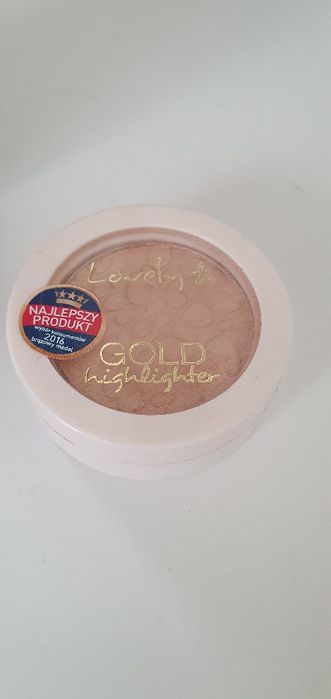 Lovely
GOLD
highlighter
NAJLEPSZY
PRODUKT
wybór konsumentów
2016
brązowy medal